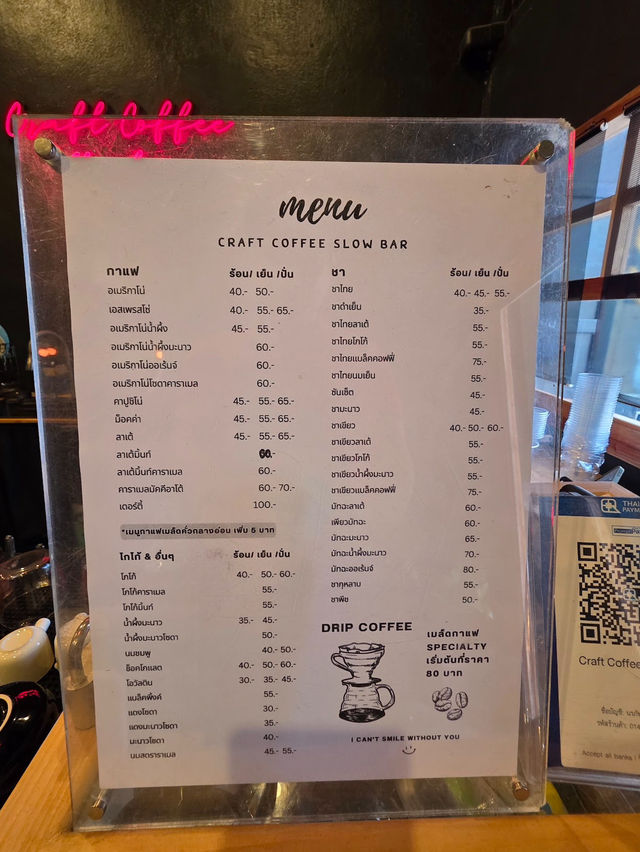 Craft Coffee
menu
CRAFT COFFEE SLOW BAR
กาแฟ ร้อน/ เย็น /ปั่น
อเมริกาโน่ 40.- 50.-
เอสเพรสโซ่ 40.- 55.- 65.-
อเมริกาโน่น้ำผึ้ง 45.- 55.-
อเมริกาโน่น้ำผึ้งมะนาว 60.-
อเมริกาโน่ออเร้นจ์ 60.-
อเมริกาโน่โซดาคาราเมล 60.-
คาปูชิโน่ 45.- 55.- 65.-
ม็อคค่า 45.- 55.- 65.-
ลาเต้ 45.- 55.- 65.-
ลาเต้มิ้นท์ 60.-
ลาเต้มิ้นท์คาราเมล 60.-
คาราเมลมัคคิอาโต้ 60.- 70.-
เดอร์ตี้ 100.-
*เมนูกาแฟเมล็ดคั่วกลางอ่อน เพิ่ม 5 บาท
โกโก้ & อื่นๆ ร้อน/ เย็น /ปั่น
โกโก้ 40.- 50.- 60.-
โกโก้คาราเมล 55.-
โกโก้มิ้นท์ 55.-
น้ำผึ้งมะนาว 35.- 45.-
น้ำผึ้งมะนาวโซดา 50.-
นมชมพู 40.- 50.-
ช็อคโกแลต 40.- 50.- 60.-
โอวัลติน 30.- 35.- 45.-
แบล็คพิ้งค์ 55.-
แดงโซดา 30.-
แดงมะนาวโซดา 35.-
มะนาวโซดา 40.-
นมสดราราเมล 45.- 55.-
ชา ร้อน/ เย็น /ปั่น
ชาไทย 40.- 45.- 55.-
ชาดำเย็น 35.-
ชาไทยลาเต้ 55.-
ชาไทยโกโก้ 55.-
ชาไทยแบล็คคอฟฟี่ 75.-
ชาไทยนมเย็น 55.-
ซันเซ็ต 45.-
ชามะนาว 45.-
ชาเขียว 40.- 50.- 60.-
ชาเขียวลาเต้ 55.-
ชาเขียวโกโก้ 55.-
ชาเขียวน้ำผึ้งมะนาว 55.-
ชาเขียวแบล็คคอฟฟี่ 75.-
มัทฉะลาเต้ 60.-
เพียวมัทฉะ 60.-
มัทฉะมะนาว 65.-
มัทฉะน้ำผึ้งมะนาว 70.-
มัทฉะออเร้นจ์ 80.-
ชากุหลาบ 55.-
ชาพีช 50.-
DRIP COFFEE
เมล็ดกาแฟ
SPECIALTY
เริ่มต้นที่ราคา
80 บาท
I CAN'T SMILE WITHOUT YOU
THAI
PAYM
Craft Coffee
ชื่อบัญชี:
รหัสร้านค้า:
Accept all banks